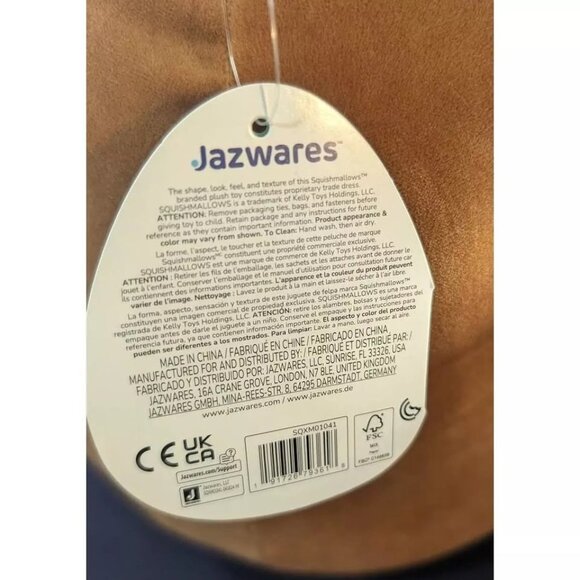 Jazwares™
The shape, look, feel, and texture of this Squishmallows™
branded plush toy constitutes proprietary trade dress.
SQUISHMALLOWS is a trademark of Kelly Toys Holdings, LLC.
ATTENTION: Remove packaging ties, bags, and fasteners before
giving toy to child. Retain package and any instructions for future
reference as they contain important information. Product appearance &
color may vary from shown. To Clean: Hand wash, then air dry.
La forme, l'aspect, le toucher et la texture de cette peluche de marque
Squishmallows constituent une propriété commerciale exclusive.
SQUISHMALLOWS est une marque de commerce de Kelly Toys Holdings, LLC.
ATTENTION : Retirer les fils de l'emballage, les sachets et les attaches avant de donner le
jouet à l'enfant. Conserver l'emballage et le manuel d'utilisation pour consultation future car
ils contiennent des informations importantes. L'apparence et la couleur du produit peuvent
varier de l'image. Nettoyage : Lavez le produit à la main et laissez-le sécher à l'air libre.
La forma, aspecto, sensación y textura de este juguete de felpa marca Squishmallows™
constituyen una imagen comercial de propiedad exclusiva. SQUISHMALLOWS es una marca
registrada de Kelly Toys Holdings, LLC. ATENCIÓN: retire los alambres, bolsas y sujetadores del
empaque antes de darle el juguete a un niño. Conserve el empaque y las instrucciones para
referencia futura, ya que contienen información importante. El aspecto y color del producto
pueden ser diferentes a los mostrados. Para limpiar: Lavar a mano, luego secar al aire.
MADE IN CHINA / FABRIQUÉ EN CHINE / FABRICADO EN CHINA
MANUFACTURED FOR AND DISTRIBUTED BY: / FABRIQUÉ ET DISTRIBUÉ PAR: /
FABRICADO Y DISTRIBUIDO POR: JAZWARES, LLC, SUNRISE, FL 33326, USA
JAZWARES, 16A CRANE GROVE, LONDON, N7 8LE, UNITED KINGDOM
JAZWARES GMBH, MINA-REES-STR. 8, 64295 DARMSTADT, GERMANY
www.jazwares.com / www.jazwares.de
CE UK
CA
Jazwares.com/Support
Jazwares, LLC
SQXM01041
1 91726 79361 8
FSC
MIX